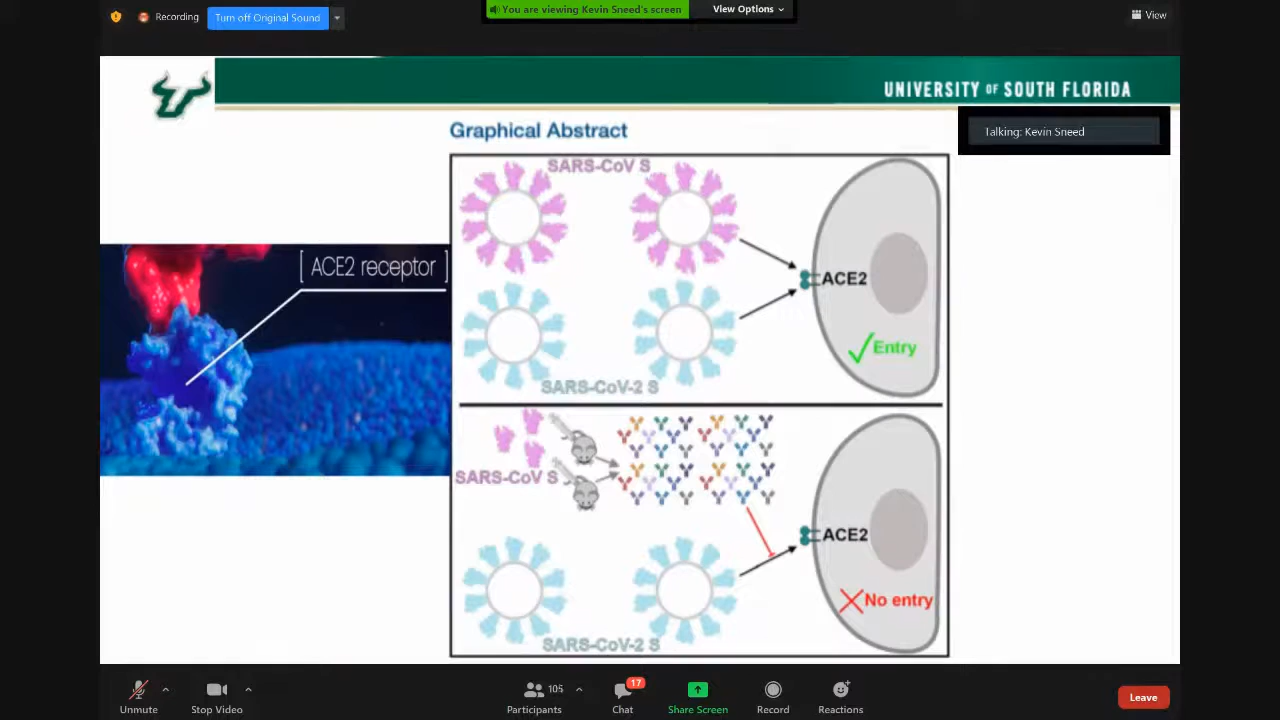 Recording
Turn off Original Sound
You are viewing Kevin Sneed's screen
View Options
View
UNIVERSITY OF SOUTH FLORIDA
Talking: Kevin Sneed
Graphical Abstract
SARS-CoV S
[ ACE2 receptor ]
ACE2
Entry
SARS-CoV-2 S
SARS-CoV S
ACE2
No entry
SARS-CoV-2 S
Unmute
Stop Video
105
Participants
17
Chat
Share Screen
Record
Reactions
Leave